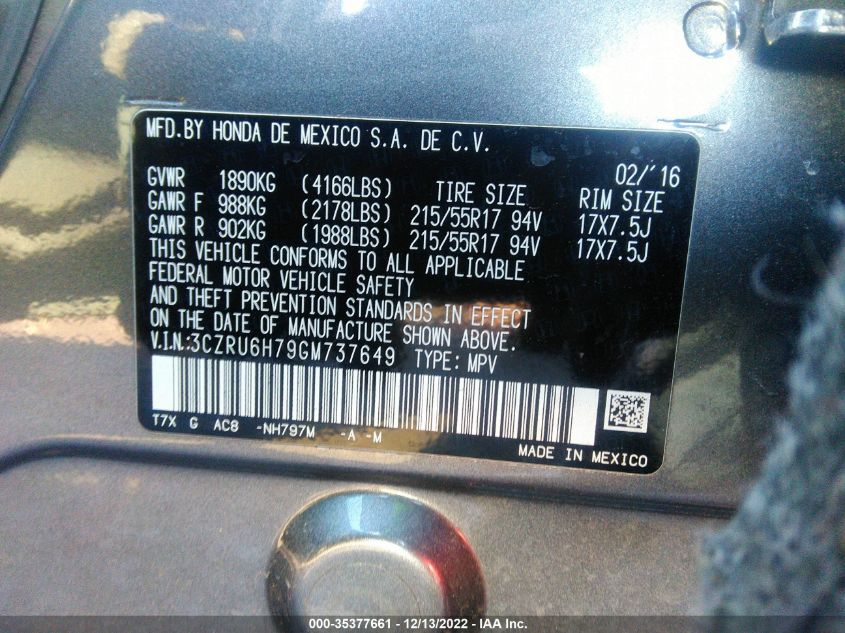 MFD.BY HONDA DE MEXICO S.A. DE C.V.
02/'16
GVWR 1890KG (4166LBS) TIRE SIZE RIM SIZE
GAWR F 988KG (2178LBS) 215/55R17 94V 17X7.5J
GAWR R 902KG (1988LBS) 215/55R17 94V 17X7.5J
THIS VEHICLE CONFORMS TO ALL APPLICABLE
FEDERAL MOTOR VEHICLE SAFETY
AND THEFT PREVENTION STANDARDS IN EFFECT
ON THE DATE OF MANUFACTURE SHOWN ABOVE.
V.I.N:3CZRU6H79GM737649 TYPE: MPV
T7X G AC8 -NH797M -A -M
MADE IN MEXICO
000-35377661 - 12/13/2022 - IAA Inc.